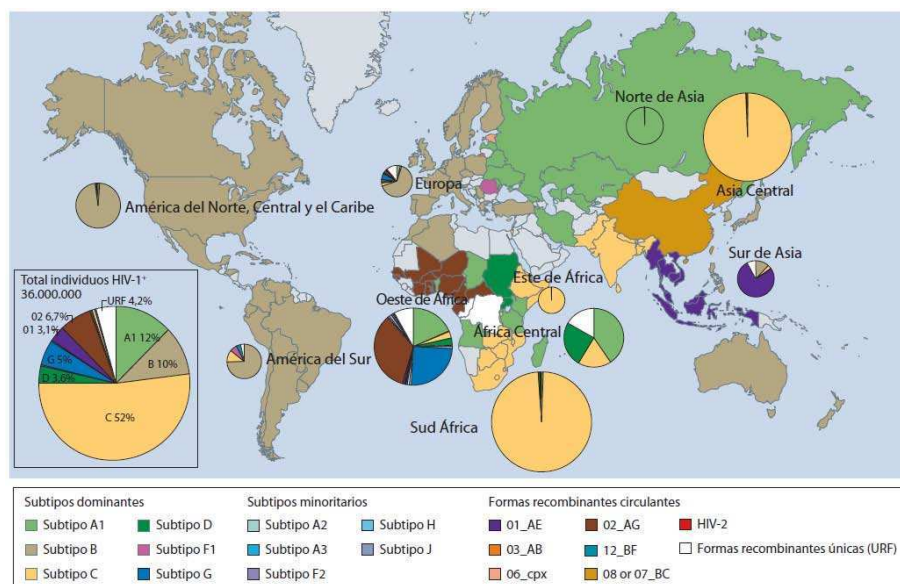 Norte de Asia
Europa
Asia Central
América del Norte, Central y el Caribe
Sur de Asia
Total individuos HIV-1+
36.000.000
Este de África
Oeste de África
URF 4,2%
02 6,7%
01 3,1%
A1 12%
África Central
G 5%
B 10%
América del Sur
D 3,6%
C 52%
Sud África
Subtipos dominantes
Subtipo A1
Subtipo B
Subtipo C
Subtipo D
Subtipo F1
Subtipo G
Subtipos minoritarios
Subtipo A2
Subtipo A3
Subtipo F2
Subtipo H
Subtipo J
Formas recombinantes circulantes
01_AE
03_AB
06_cpx
02_AG
12_BF
08 or 07_BC
HIV-2
Formas recombinantes únicas (URF)